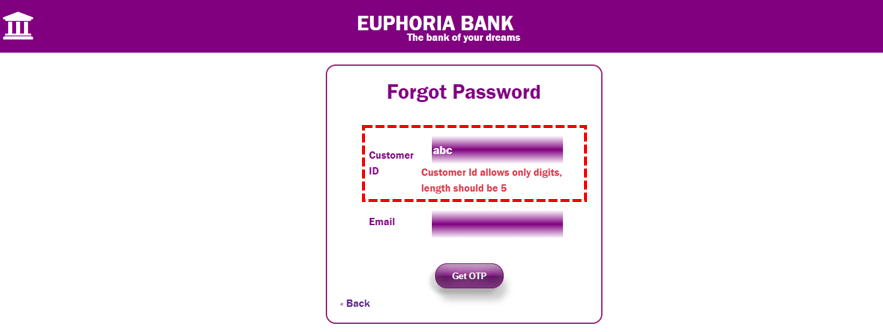 EUPHORIA BANK
The bank of your dreams
Forgot Password
Customer
ID
abc
Customer Id allows only digits,
length should be 5
Email
Get OTP
« Back